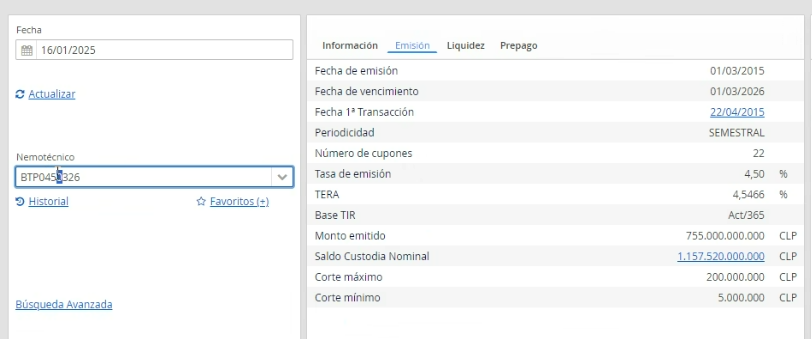 Fecha
16/01/2025
Actualizar
Nemotécnico
BTP0450326
Historial
Favoritos (+)
Búsqueda Avanzada
Información Emisión Liquidez Prepago
Fecha de emisión 01/03/2015
Fecha de vencimiento 01/03/2026
Fecha 1ª Transacción 22/04/2015
Periodicidad SEMESTRAL
Número de cupones 22
Tasa de emisión 4,50 %
TERA 4,5466 %
Base TIR Act/365
Monto emitido 755.000.000.000 CLP
Saldo Custodia Nominal 1.157.520.000.000 CLP
Corte máximo 200.000.000 CLP
Corte mínimo 5.000.000 CLP